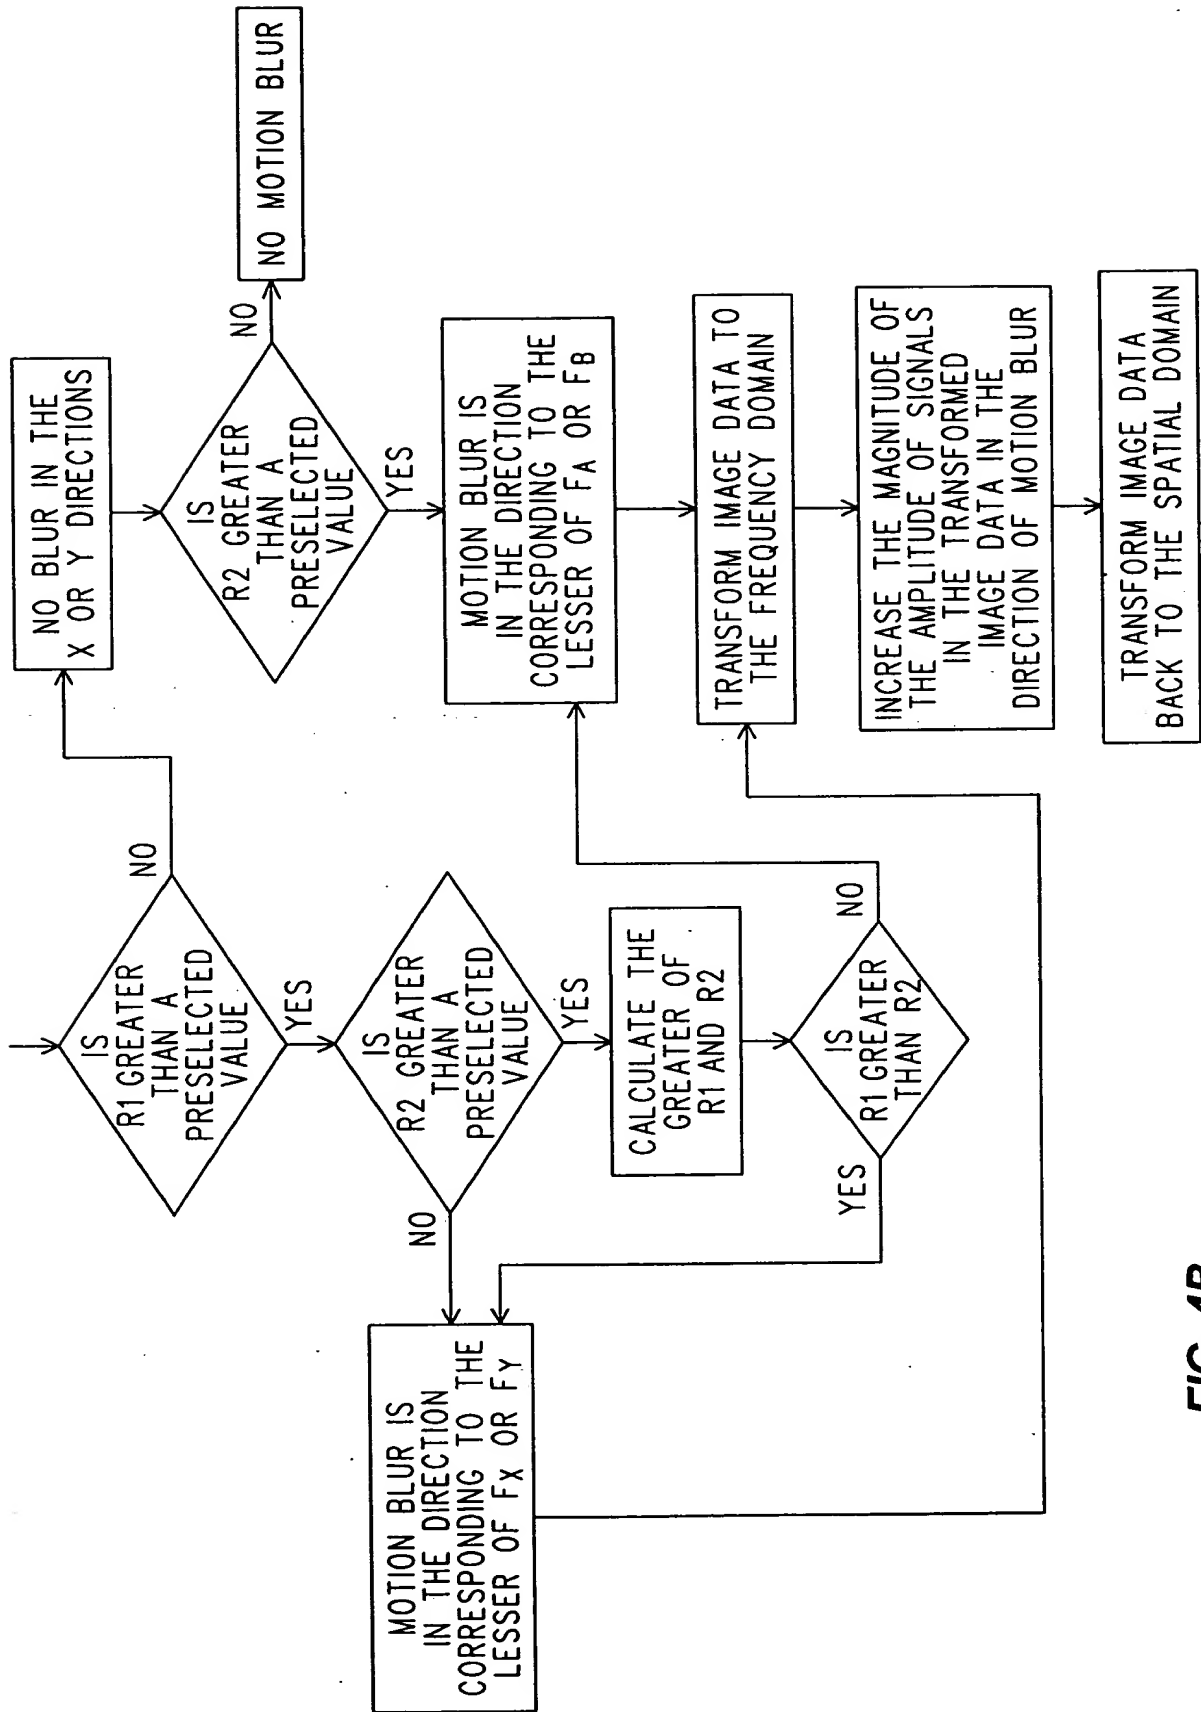 IS
R1 GREATER
THAN A
PRESELECTED
VALUE
NO
YES
NO BLUR IN THE
X OR Y DIRECTIONS
IS
R2 GREATER
THAN A
PRESELECTED
VALUE
NO
YES
NO MOTION BLUR
IS
R2 GREATER
THAN A
PRESELECTED
VALUE
NO
YES
MOTION BLUR IS
IN THE DIRECTION
CORRESPONDING TO THE
LESSER OF FX OR FY
CALCULATE THE
GREATER OF
R1 AND R2
IS
R1 GREATER
THAN R2
YES
NO
MOTION BLUR IS
IN THE DIRECTION
CORRESPONDING TO THE
LESSER OF FA OR FB
TRANSFORM IMAGE DATA TO
THE FREQUENCY DOMAIN
INCREASE THE MAGNITUDE OF
THE AMPLITUDE OF SIGNALS
IN THE TRANSFORMED
IMAGE DATA IN THE
DIRECTION OF MOTION BLUR
TRANSFORM IMAGE DATA
BACK TO THE SPATIAL DOMAIN
FIG. 4B